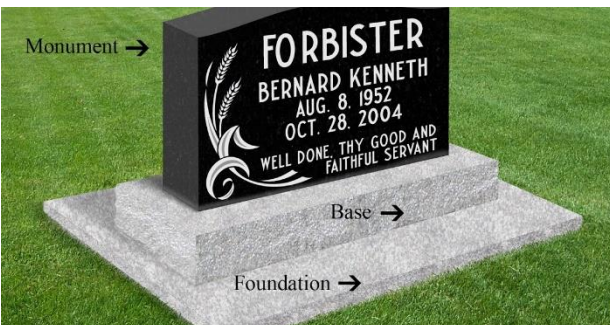 Monument →
FORBISTER
BERNARD KENNETH
AUG. 8. 1952
OCT. 28. 2004
WELL DONE, THY GOOD AND
FAITHFUL SERVANT
Base →
Foundation →